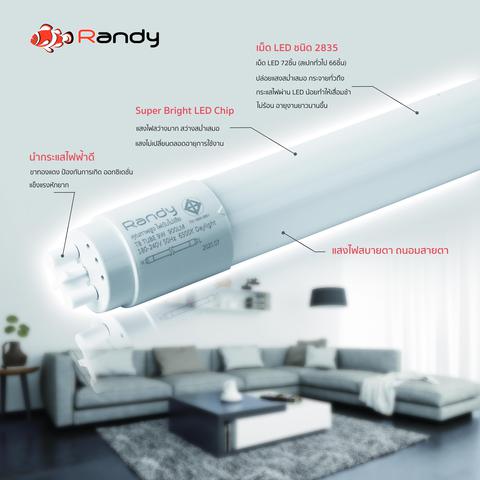 Randy
เม็ด LED ชนิด 2835
เม็ด LED 72ชิ้น (สเปกทั่วไป 66ชิ้น)
ปล่อยแสงสม่ำเสมอ กระจายทั่วถึง
กระแสไฟผ่าน LED น้อยทำให้เสื่อมช้า
ไม่ร้อน อายุงานยาวนานขึ้น
Super Bright LED Chip
แสงไฟสว่างมาก สว่างสม่ำเสมอ
แสงไม่เปลี่ยนตลอดอายุการใช้งาน
นำกระแสไฟฟ้าดี
ขาทองแดง ป้องกันการเกิด ออกซิเดชั่น
แข็งแรงหักยาก
Randy
T8 TUBE 9W 900LM
180-240V 50Hz 6500K Daylight
L
2020.07
แสงไฟสบายตา ถนอมสายตา